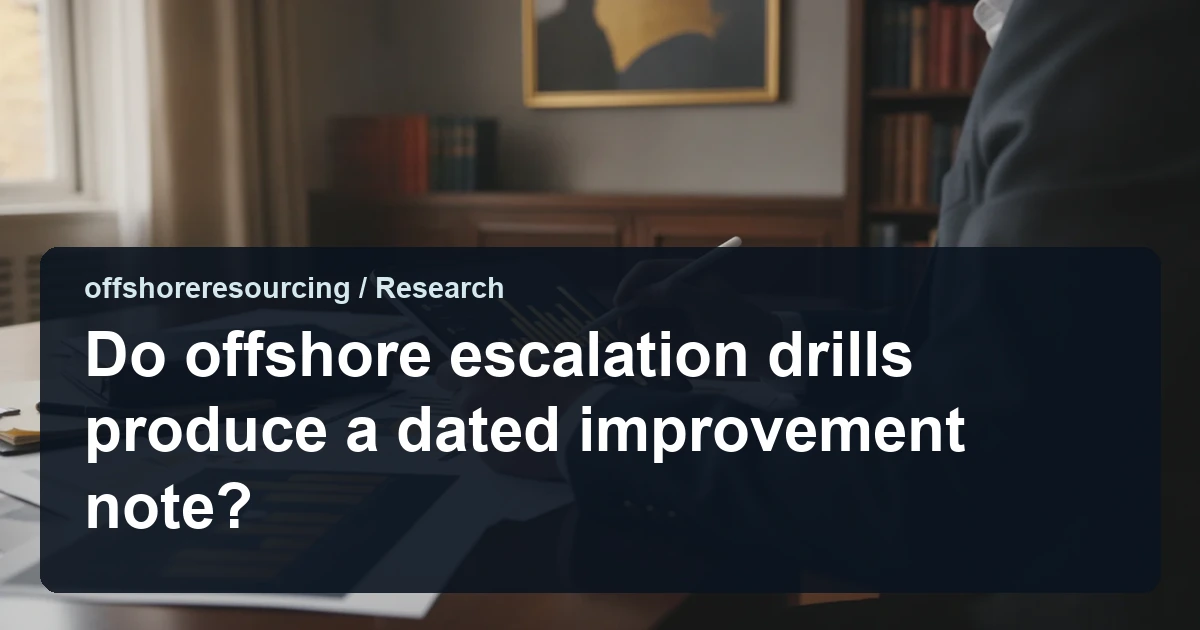 offshoreresourcing / Research
Do offshore escalation drills
produce a dated improvement
note?